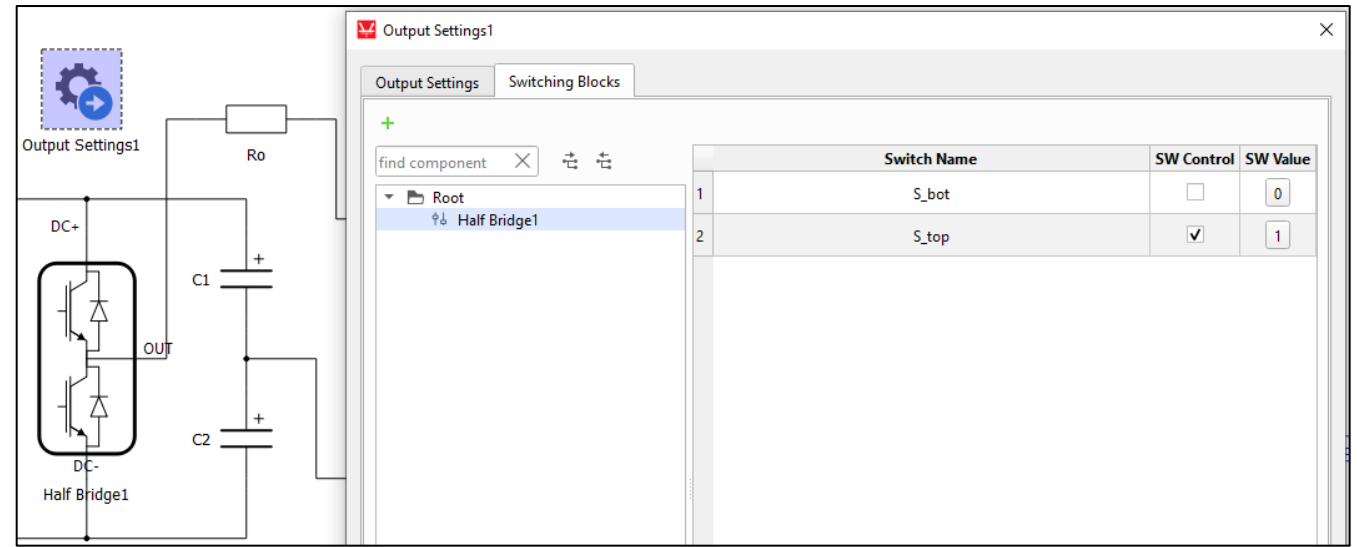 Output Settings1
Ro
DC+
C1
+
OUT
C2
+
DC-
Half Bridge1
Output Settings1
Output Settings
Switching Blocks
+
find component
Root
Half Bridge1
Switch Name SW Control SW Value
1 S_bot 0
2 S_top 1